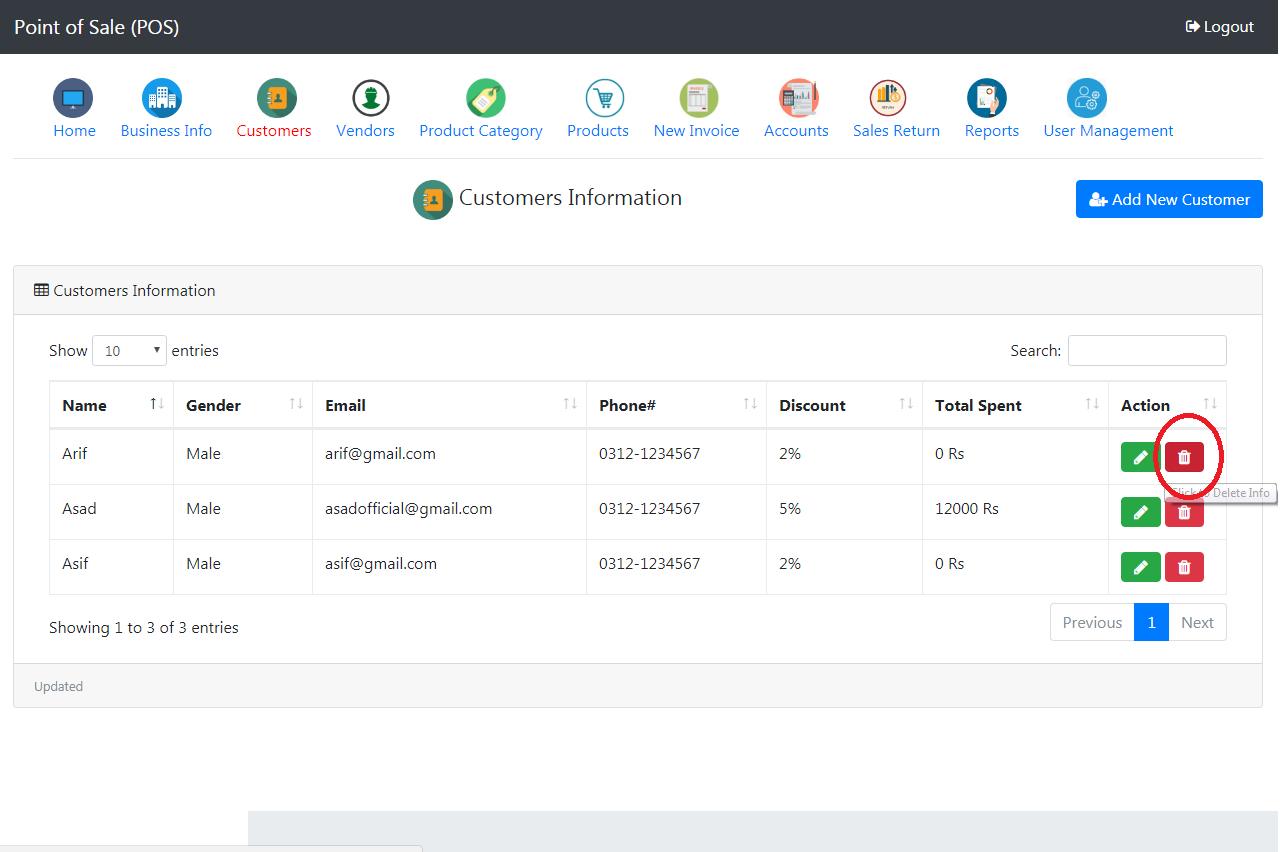 Point of Sale (POS) Logout
Home Business Info Customers Vendors Product Category Products New Invoice Accounts Sales Return Reports User Management
Customers Information Add New Customer
Customers Information
Show 10 entries Search:
Name Gender Email Phone# Discount Total Spent Action
Arif Male arif@gmail.com 0312-1234567 2% 0 Rs
Click to Delete Info
Asad Male asadofficial@gmail.com 0312-1234567 5% 12000 Rs
Asif Male asif@gmail.com 0312-1234567 2% 0 Rs
Showing 1 to 3 of 3 entries Previous 1 Next
Updated